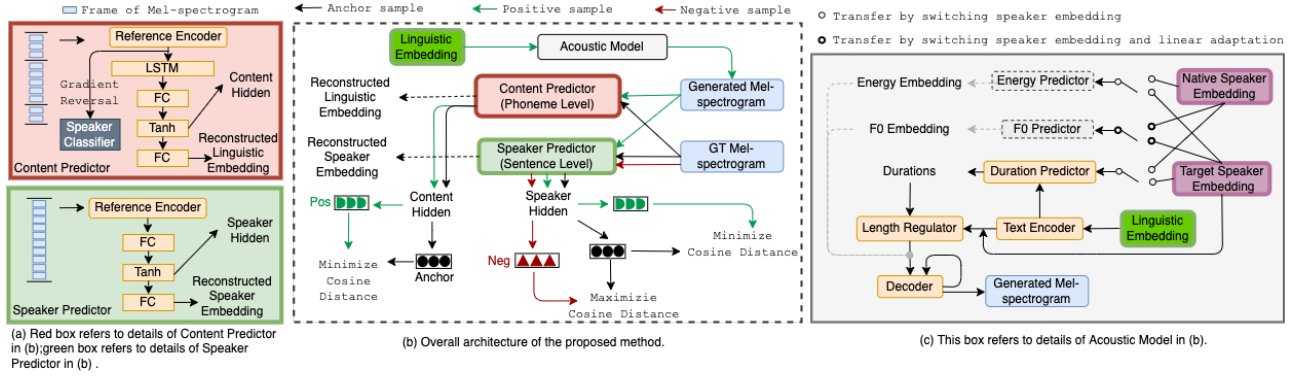 Frame of Mel-spectrogram
Reference Encoder
LSTM
Gradient
Reversal
FC
Content
Hidden
Speaker
Classifier
Tanh
FC
Reconstructed
Linguistic
Embedding
Content Predictor
Reference Encoder
FC
Speaker
Hidden
Tanh
FC
Reconstructed
Speaker
Embedding
Speaker Predictor
(a) Red box refers to details of Content Predictor
in (b);green box refers to details of Speaker
Predictor in (b) .
Anchor sample
Positive sample
Negative sample
Linguistic
Embedding
Acoustic Model
Reconstructed
Linguistic
Embedding
Content Predictor
(Phoneme Level)
Generated Mel-
spectrogram
Reconstructed
Speaker
Embedding
Speaker Predictor
(Sentence Level)
GT Mel-
spectrogram
Pos
Content
Hidden
Speaker
Hidden
Minimize
Cosine
Distance
Anchor
Neg
Minimize
Cosine Distance
Maximizie
Cosine Distance
(b) Overall architecture of the proposed method.
Transfer by switching speaker embedding
Transfer by switching speaker embedding and linear adaptation
Energy Embedding
Energy Predictor
Native Speaker
Embedding
F0 Embedding
F0 Predictor
Durations
Duration Predictor
Target Speaker
Embedding
Length Regulator
Text Encoder
Linguistic
Embedding
Decoder
Generated Mel-
spectrogram
(c) This box refers to details of Acoustic Model in (b).